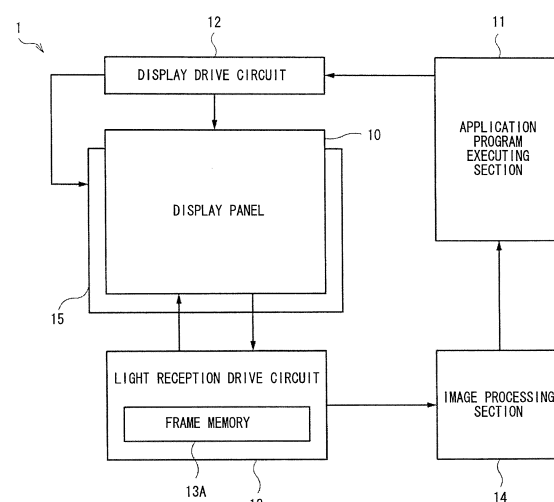 1
12
DISPLAY DRIVE CIRCUIT
11
APPLICATION
PROGRAM
EXECUTING
SECTION
10
DISPLAY PANEL
15
LIGHT RECEPTION DRIVE CIRCUIT
FRAME MEMORY
13A
IMAGE PROCESSING
SECTION
14